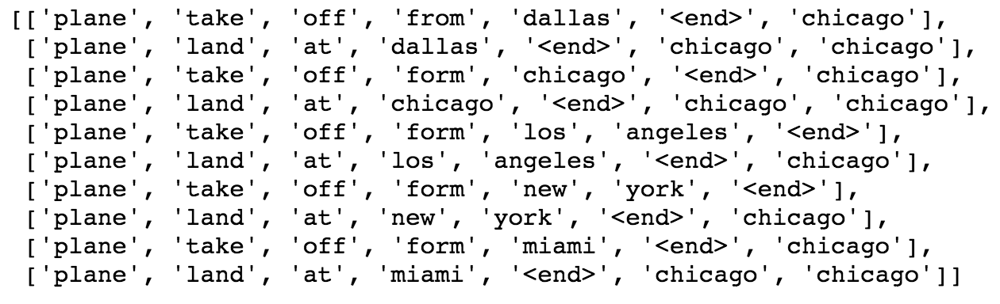 [['plane', 'take', 'off', 'from', 'dallas', '<end>', 'chicago'],
['plane', 'land', 'at', 'dallas', '<end>', 'chicago', 'chicago'],
['plane', 'take', 'off', 'form', 'chicago', '<end>', 'chicago'],
['plane', 'land', 'at', 'chicago', '<end>', 'chicago', 'chicago'],
['plane', 'take', 'off', 'form', 'los', 'angeles', '<end>'],
['plane', 'land', 'at', 'los', 'angeles', '<end>', 'chicago'],
['plane', 'take', 'off', 'form', 'new', 'york', '<end>'],
['plane', 'land', 'at', 'new', 'york', '<end>', 'chicago'],
['plane', 'take', 'off', 'form', 'miami', '<end>', 'chicago'],
['plane', 'land', 'at', 'miami', '<end>', 'chicago', 'chicago']]